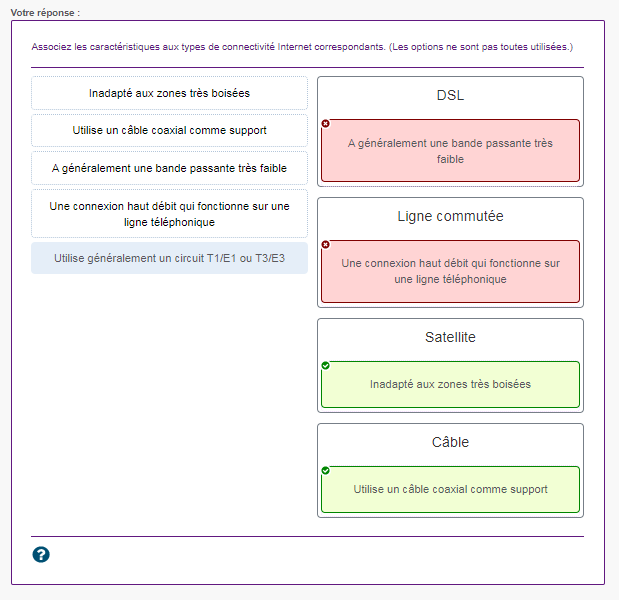 Votre réponse :
Associez les caractéristiques aux types de connectivité Internet correspondants. (Les options ne sont pas toutes utilisées.)
Inadapté aux zones très boisées
Utilise un câble coaxial comme support
A généralement une bande passante très faible
Une connexion haut débit qui fonctionne sur une
ligne téléphonique
Utilise généralement un circuit T1/E1 ou T3/E3
DSL
A généralement une bande passante très
faible
Ligne commutée
Une connexion haut débit qui fonctionne sur
une ligne téléphonique
Satellite
Inadapté aux zones très boisées
Câble
Utilise un câble coaxial comme support
?